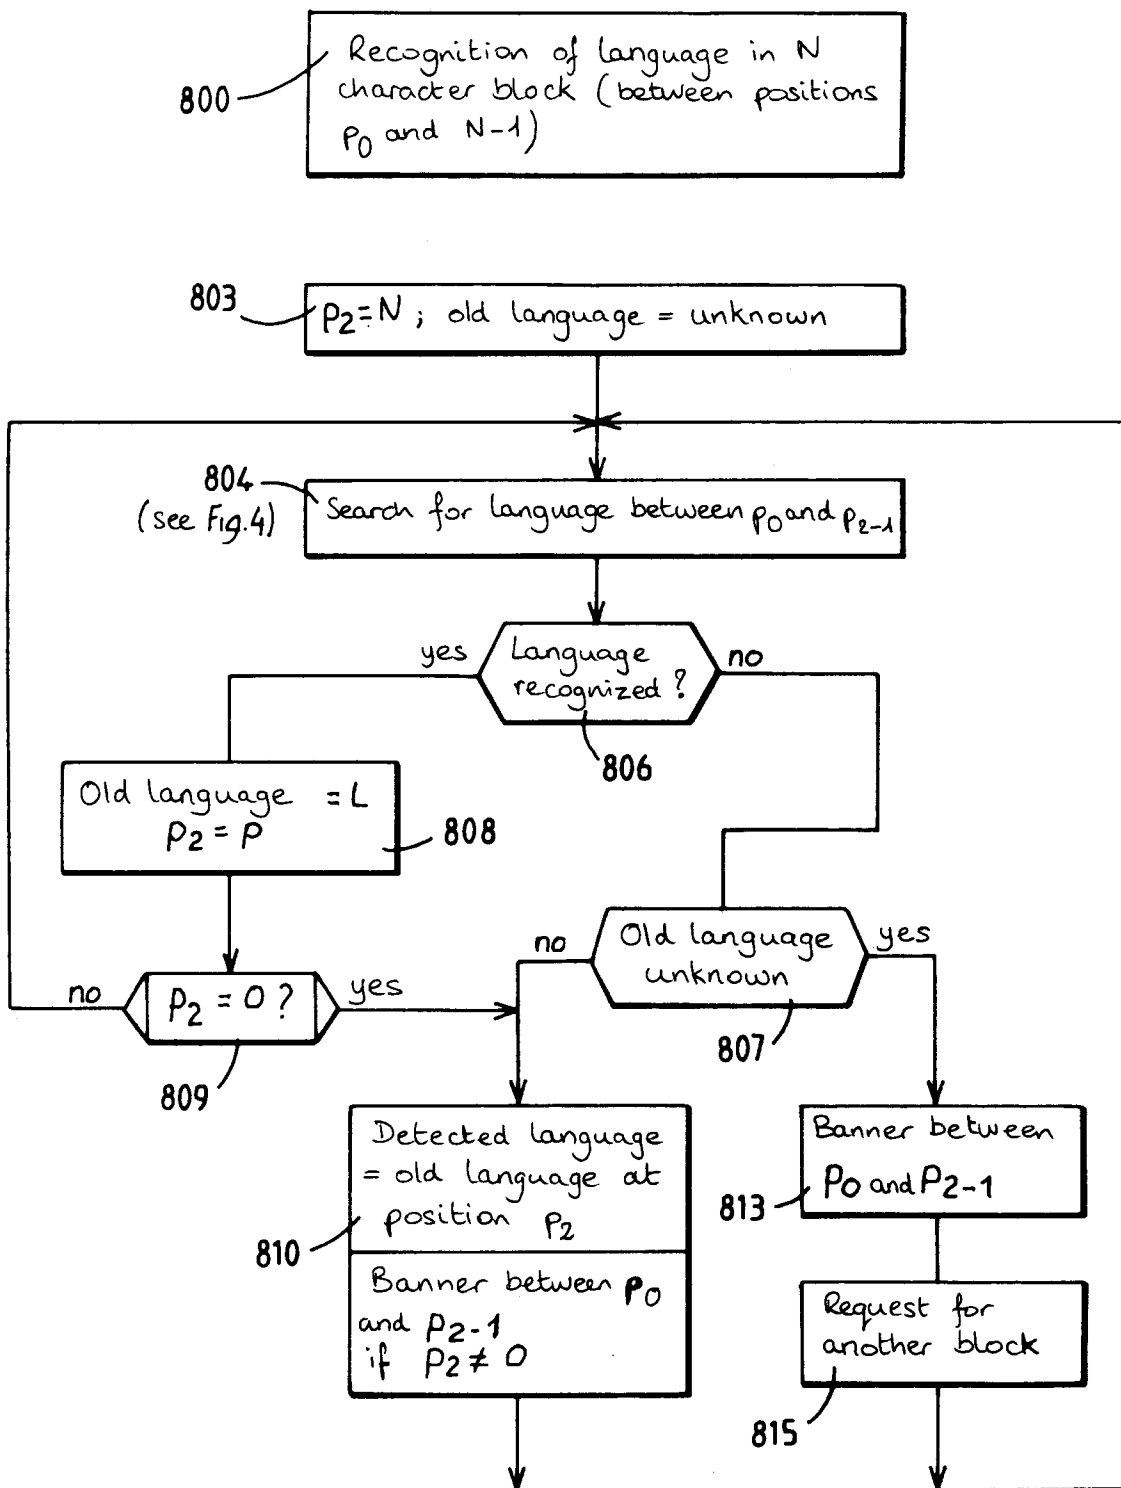 Recognition of language in N
character block (between positions
P0 and N-1)
800
803
P2=N; old language = unknown
804
(see Fig.4)
Search for language between P0 and P2-1
yes
Language
recognized?
no
806
Old language = L
P2 = P
808
no
Old language
unknown
yes
no
P2 = 0?
yes
807
809
Detected language
= old language at
position P2
810
Banner between P0
and P2-1
if P2 ≠ 0
Banner between
P0 and P2-1
813
Request for
another block
815